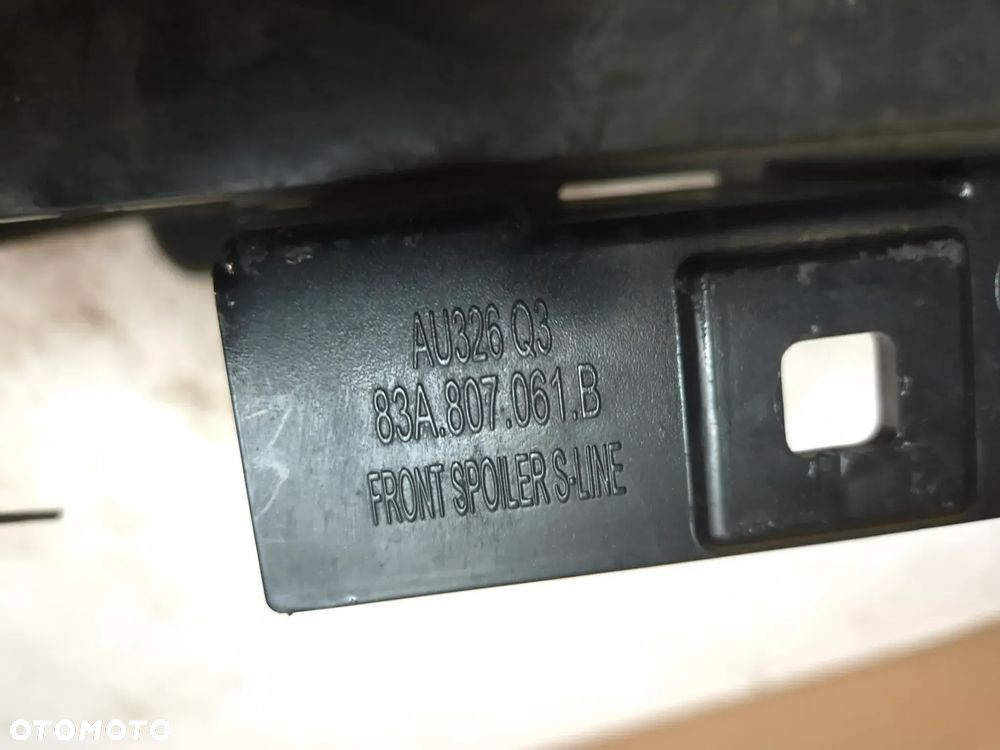 AU326 Q3
83A.807.061.B
FRONT SPOILER S-LINE
OTOMOTO